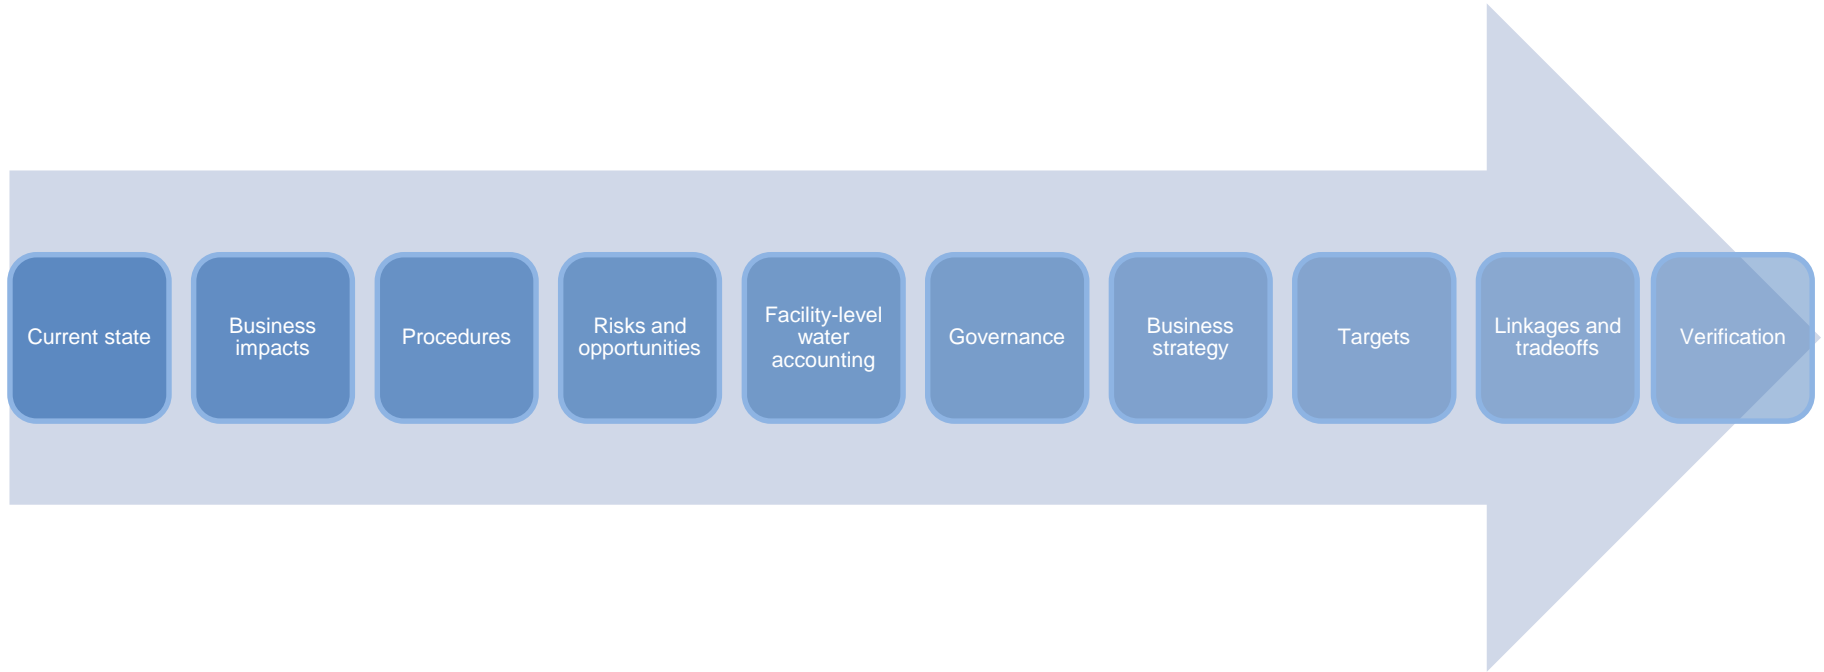 Current state
Business
impacts
Procedures
Risks and
opportunities
Facility-level
water
accounting
Governance
Business
strategy
Targets
Linkages and
tradeoffs
Verification